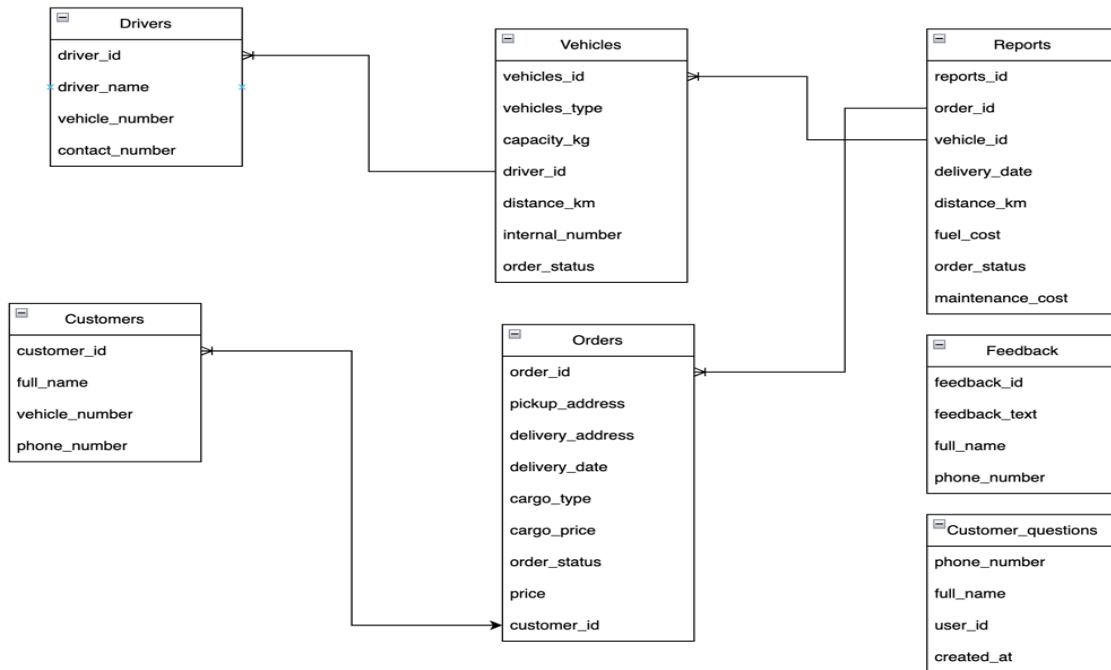 Drivers
driver_id
driver_name
vehicle_number
contact_number
Vehicles
vehicles_id
vehicles_type
capacity_kg
driver_id
distance_km
internal_number
order_status
Reports
reports_id
order_id
vehicle_id
delivery_date
distance_km
fuel_cost
order_status
maintenance_cost
Customers
customer_id
full_name
vehicle_number
phone_number
Orders
order_id
pickup_address
delivery_address
delivery_date
cargo_type
cargo_price
order_status
price
customer_id
Feedback
feedback_id
feedback_text
full_name
phone_number
Customer_questions
phone_number
full_name
user_id
created_at